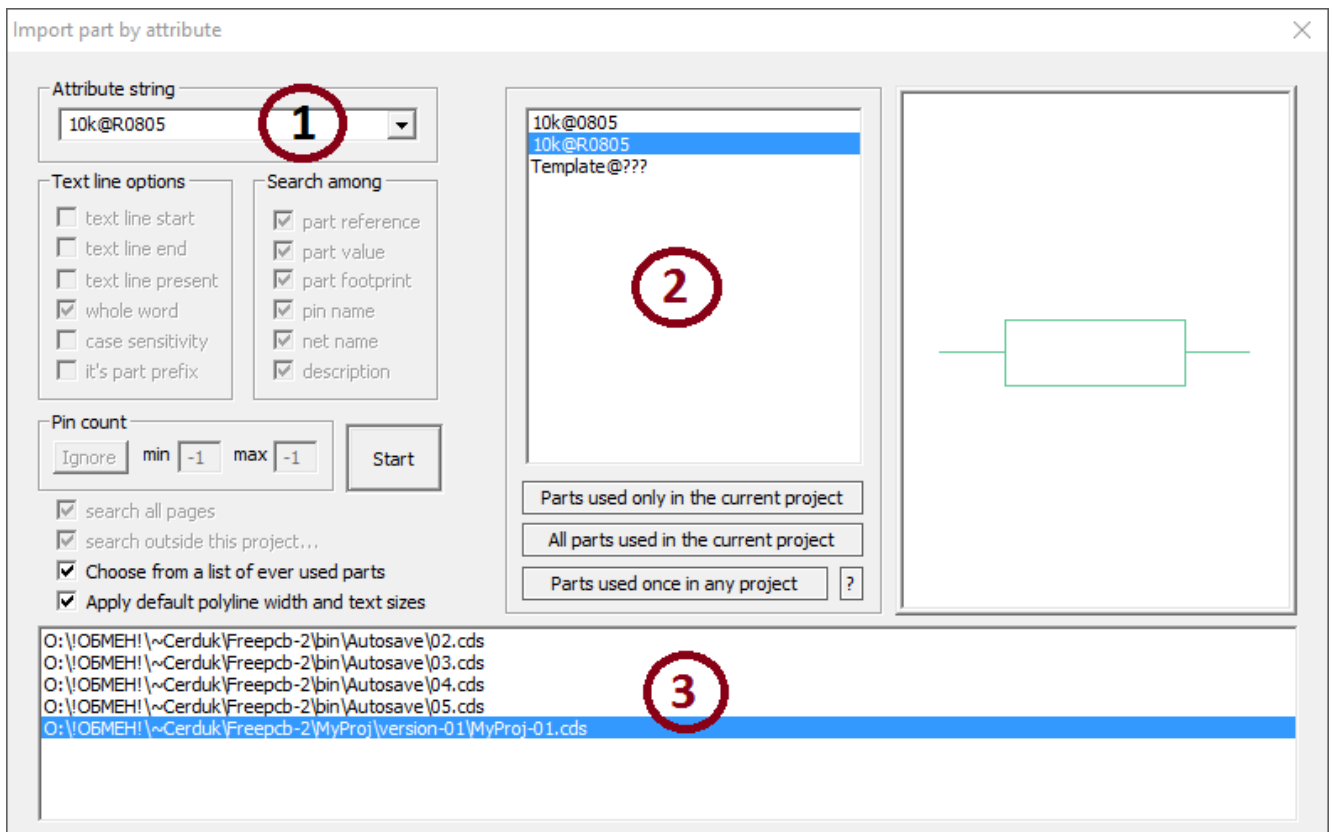 Import part by attribute
Attribute string
10k@R0805
1
Text line options
text line start
text line end
text line present
whole word
case sensitivity
it's part prefix
Search among
part reference
part value
part footprint
pin name
net name
description
Pin count
Ignore min -1 max -1
Start
search all pages
search outside this project...
Choose from a list of ever used parts
Apply default polyline width and text sizes
10k@0805
10k@R0805
Template@???
2
Parts used only in the current project
All parts used in the current project
Parts used once in any project ?
O:\!ОБМЕН!\~Cerduk\Freepcb-2\bin\Autosave\02.cds
O:\!ОБМЕН!\~Cerduk\Freepcb-2\bin\Autosave\03.cds
O:\!ОБМЕН!\~Cerduk\Freepcb-2\bin\Autosave\04.cds
O:\!ОБМЕН!\~Cerduk\Freepcb-2\bin\Autosave\05.cds
O:\!ОБМЕН!\~Cerduk\Freepcb-2\MyProj\version-01\MyProj-01.cds
3